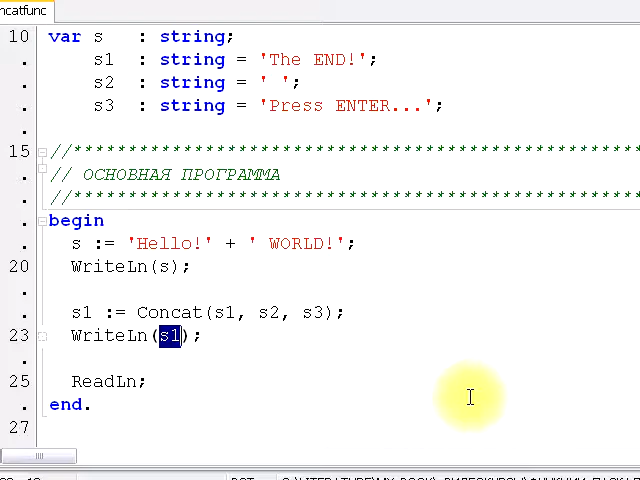 ncatfunc
10 var s : string;
. s1 : string = 'The END!';
. s2 : string = ' ';
. s3 : string = 'Press ENTER...';
.
15 //****************************************************
. // ОСНОВНАЯ ПРОГРАММА
. //****************************************************
. begin
. s := 'Hello!' + ' WORLD!';
20 WriteLn(s);
.
. s1 := Concat(s1, s2, s3);
23 WriteLn(s1);
.
25 ReadLn;
. end.
27